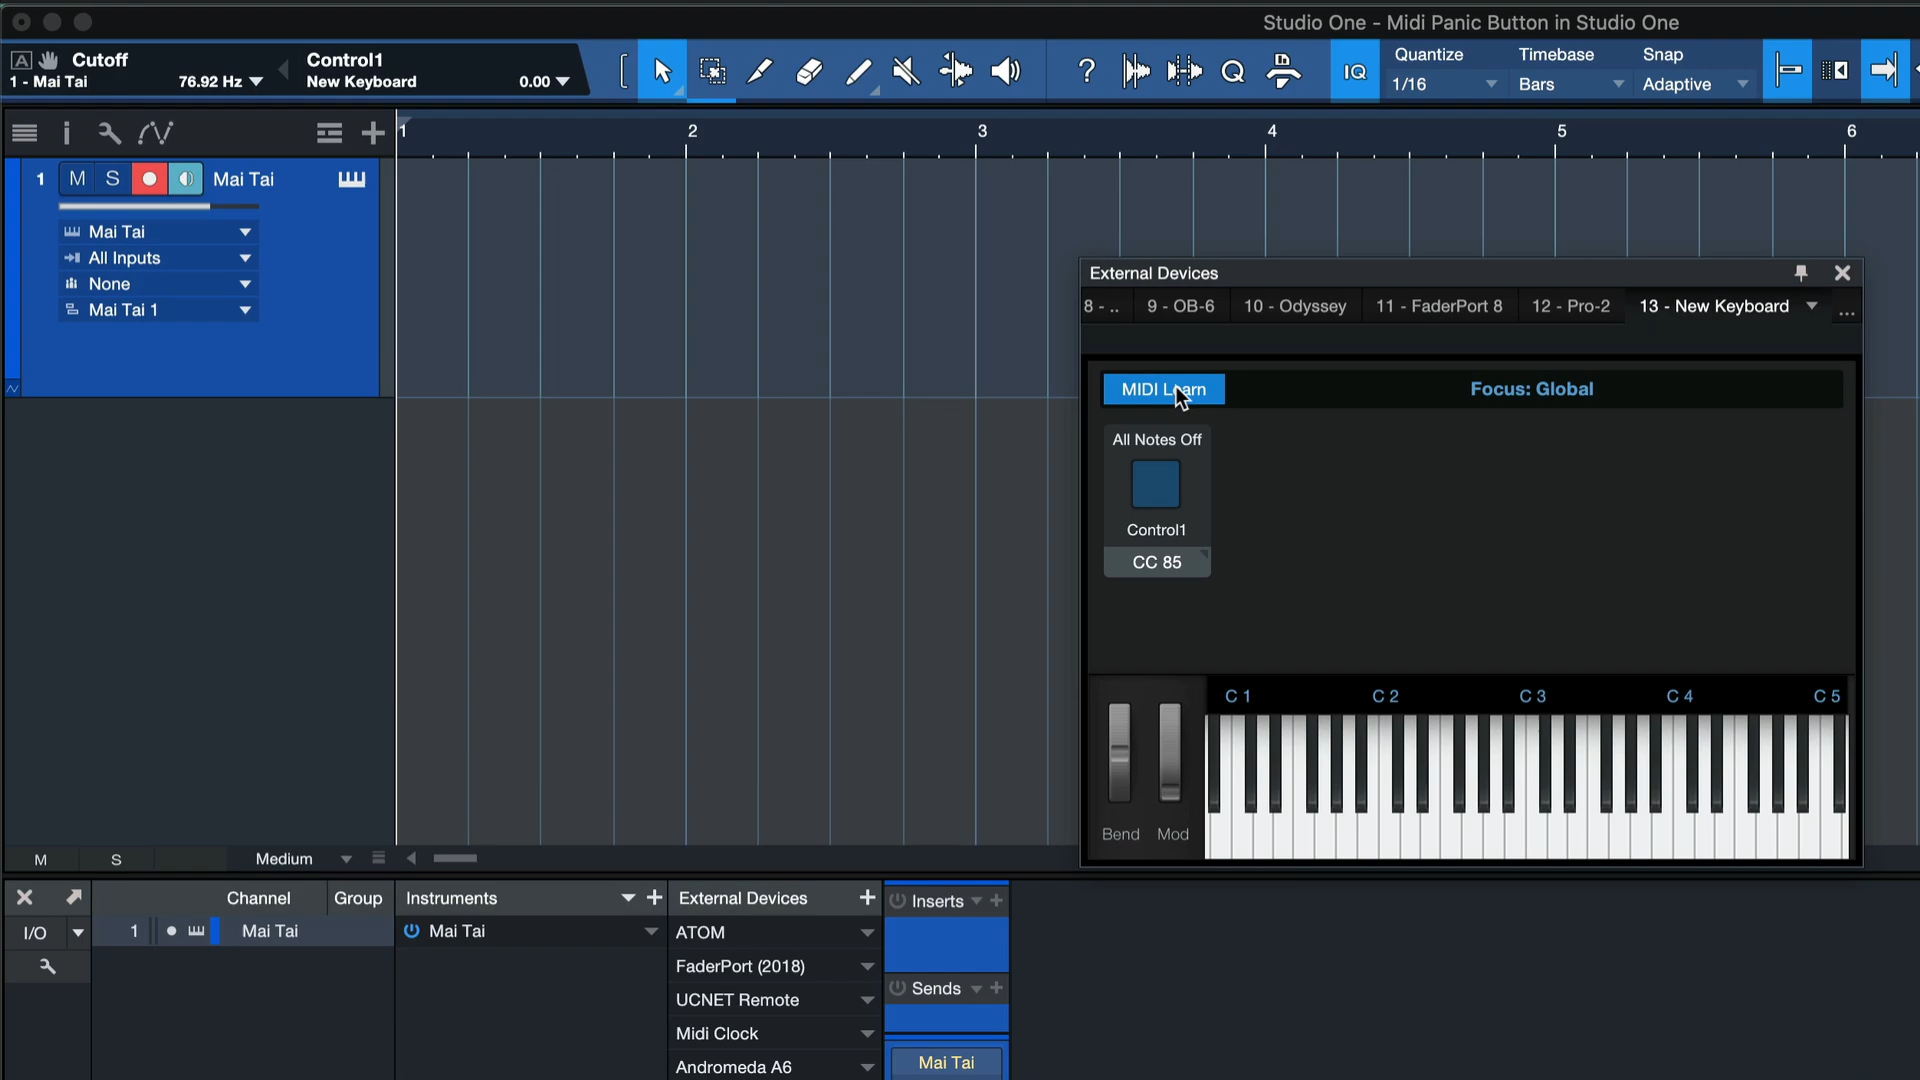 Studio One - Midi Panic Button in Studio One
A Cutoff
1 - Mai Tai 76.92 Hz
Control1
New Keyboard 0.00
IQ
Quantize
1/16
Timebase
Bars
Snap
Adaptive
1 2 3 4 5 6
1 M S Mai Tai
Mai Tai
All Inputs
None
Mai Tai 1
External Devices
8 - .. 9 - OB-6 10 - Odyssey 11 - FaderPort 8 12 - Pro-2 13 - New Keyboard ...
MIDI Learn Focus: Global
All Notes Off
Control1
CC 85
C 1 C 2 C 3 C 4 C 5
Bend Mod
M S Medium
Channel Group Instruments External Devices Inserts
I/O 1 Mai Tai Mai Tai ATOM
FaderPort (2018)
Sends
UCNET Remote
Midi Clock
Andromeda A6
Mai Tai